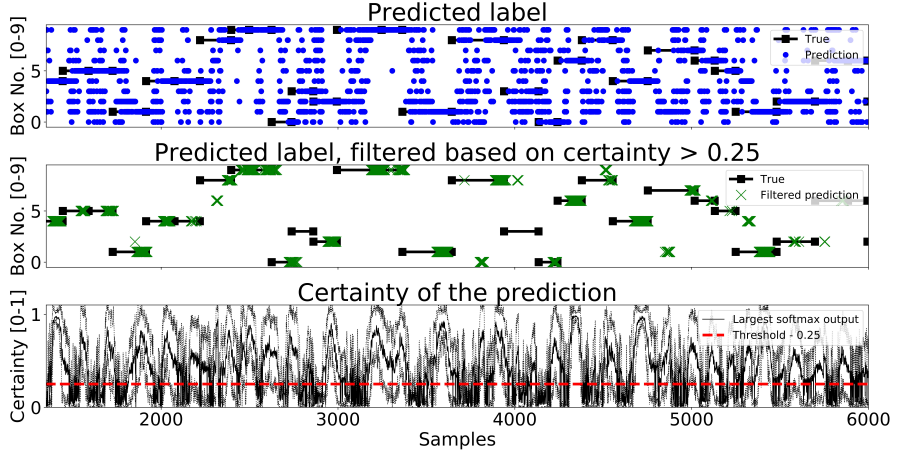 Predicted label
Box No. [0-9]
5
0
True
Prediction
Predicted label, filtered based on certainty > 0.25
Box No. [0-9]
5
0
True
Filtered prediction
Certainty of the prediction
Certainty [0-1]
1
0
Largest softmax output
Threshold - 0.25
2000 3000 4000 5000 6000
Samples